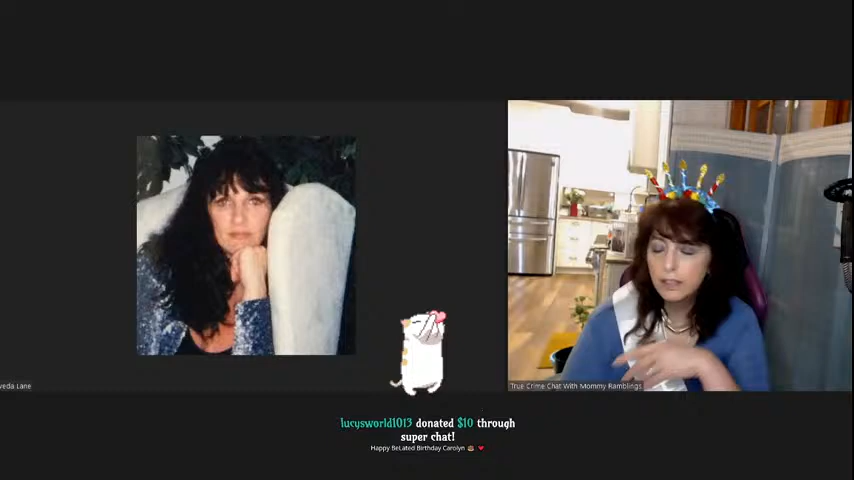 veda Lane
True Crime Chat With Mommy Ramblings
lucysworld1013 donated $10 through
super chat!
Happy BeLated Birthday Carolyn